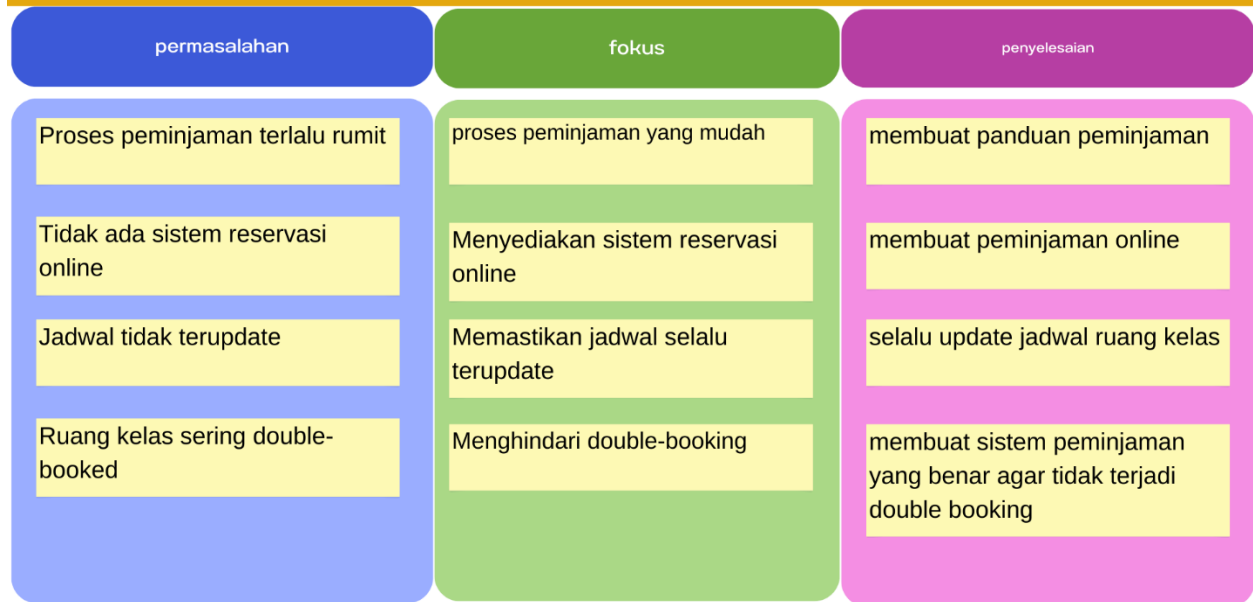 permasalahan
fokus
penyelesaian
Proses peminjaman terlalu rumit
Tidak ada sistem reservasi
online
Jadwal tidak terupdate
Ruang kelas sering double-
booked
proses peminjaman yang mudah
Menyediakan sistem reservasi
online
Memastikan jadwal selalu
terupdate
Menghindari double-booking
membuat panduan peminjaman
membuat peminjaman online
selalu update jadwal ruang kelas
membuat sistem peminjaman
yang benar agar tidak terjadi
double booking